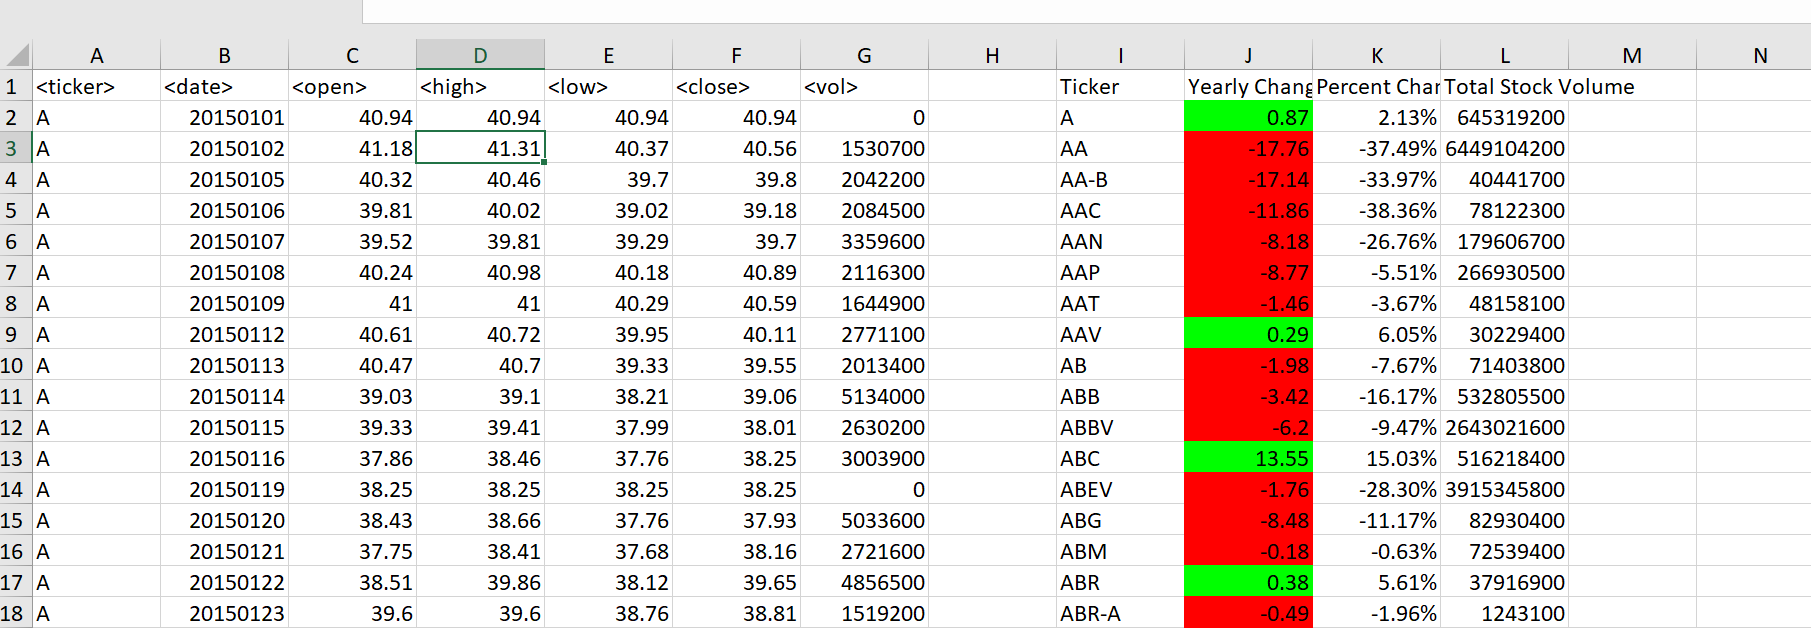 A B C D E F G H I J K L M N
1 <ticker> <date> <open> <high> <low> <close> <vol> Ticker Yearly Chang Percent Char Total Stock Volume
2 A 20150101 40.94 40.94 40.94 40.94 0 A 0.87 2.13% 645319200
3 A 20150102 41.18 41.31 40.37 40.56 1530700 AA -17.76 -37.49% 6449104200
4 A 20150105 40.32 40.46 39.7 39.8 2042200 AA-B -17.14 -33.97% 40441700
5 A 20150106 39.81 40.02 39.02 39.18 2084500 AAC -11.86 -38.36% 78122300
6 A 20150107 39.52 39.81 39.29 39.7 3359600 AAN -8.18 -26.76% 179606700
7 A 20150108 40.24 40.98 40.18 40.89 2116300 AAP -8.77 -5.51% 266930500
8 A 20150109 41 41 40.29 40.59 1644900 AAT -1.46 -3.67% 48158100
9 A 20150112 40.61 40.72 39.95 40.11 2771100 AAV 0.29 6.05% 30229400
10 A 20150113 40.47 40.7 39.33 39.55 2013400 AB -1.98 -7.67% 71403800
11 A 20150114 39.03 39.1 38.21 39.06 5134000 ABB -3.42 -16.17% 532805500
12 A 20150115 39.33 39.41 37.99 38.01 2630200 ABBV -6.2 -9.47% 2643021600
13 A 20150116 37.86 38.46 37.76 38.25 3003900 ABC 13.55 15.03% 516218400
14 A 20150119 38.25 38.25 38.25 38.25 0 ABEV -1.76 -28.30% 3915345800
15 A 20150120 38.43 38.66 37.76 37.93 5033600 ABG -8.48 -11.17% 82930400
16 A 20150121 37.75 38.41 37.68 38.16 2721600 ABM -0.18 -0.63% 72539400
17 A 20150122 38.51 39.86 38.12 39.65 4856500 ABR 0.38 5.61% 37916900
18 A 20150123 39.6 39.6 38.76 38.81 1519200 ABR-A -0.49 -1.96% 1243100